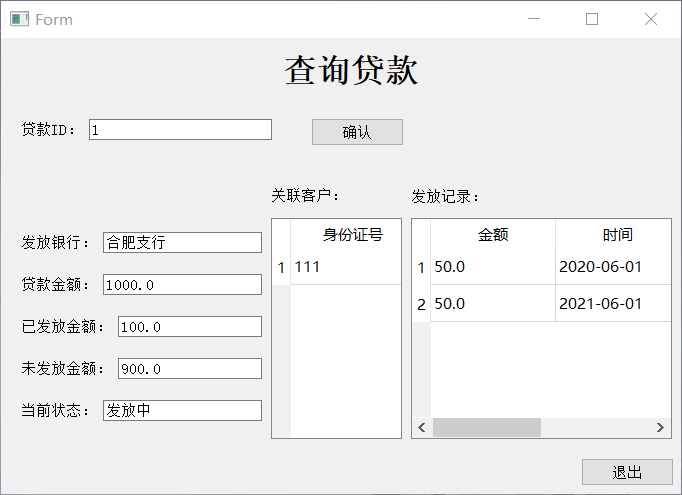 Form
查询贷款
贷款ID： 1 确认
关联客户： 发放记录：
发放银行： 合肥支行
贷款金额： 1000.0
已发放金额： 100.0
未发放金额： 900.0
当前状态： 发放中
身份证号
1 111
金额 时间
1 50.0 2020-06-01
2 50.0 2021-06-01
退出